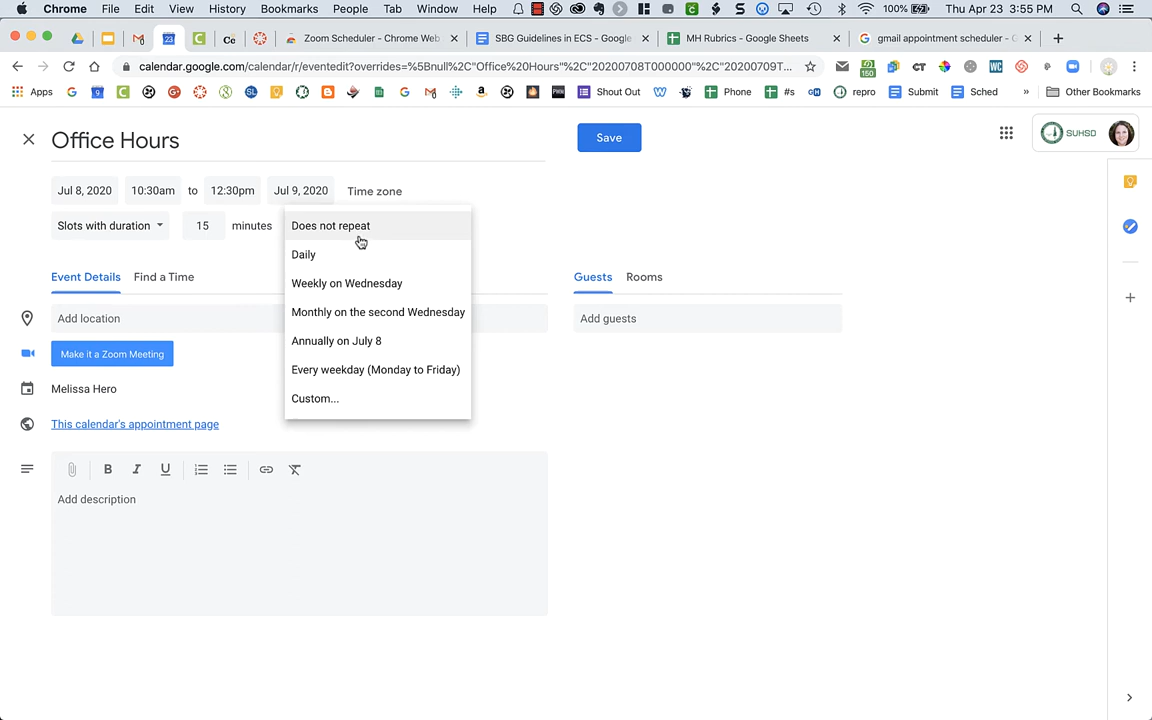 Chrome File Edit View History Bookmarks People Tab Window Help 100% Thu Apr 23 3:55 PM
Zoom Scheduler - Chrome Web SBG Guidelines in ECS - Google MH Rubrics - Google Sheets gmail appointment scheduler - G
calendar.google.com/calendar/r/eventedit?overrides=%5Bnull%2C"Office%20Hours"%2C"20200708T000000"%2C"20200709T...
Apps Shout Out Phone #s repro Submit Sched » Other Bookmarks
Office Hours Save SUHSD
Jul 8, 2020 10:30am to 12:30pm Jul 9, 2020 Time zone
Slots with duration 15 minutes Does not repeat
Daily
Event Details Find a Time Weekly on Wednesday Guests Rooms
Add location Monthly on the second Wednesday Add guests
Annually on July 8
Make it a Zoom Meeting
Every weekday (Monday to Friday)
Melissa Hero Custom...
This calendar's appointment page
B I U
Add description